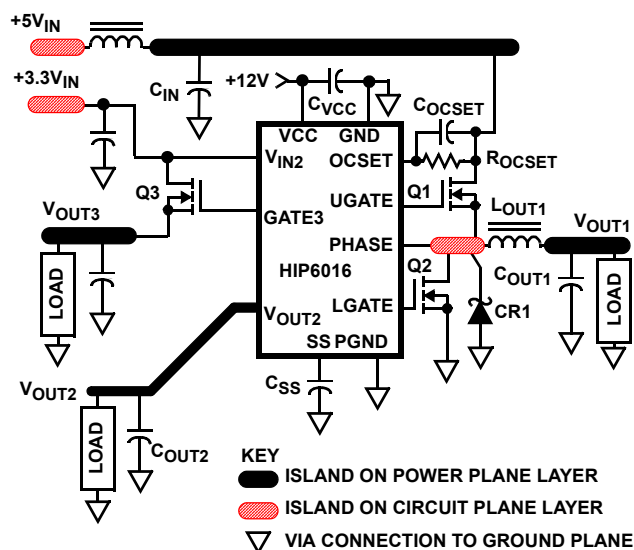 +5VIN
+3.3VIN
CIN
+12V
CVCC
COCSET
VCC GND
VIN2
OCSET
ROCSET
Q3
UGATE
Q1
LOUT1
VOUT3
GATE3
VOUT1
PHASE
HIP6016
Q2
COUT1
LOAD
LGATE
CR1
LOAD
VOUT2
SS PGND
CSS
VOUT2
LOAD
COUT2
KEY
ISLAND ON POWER PLANE LAYER
ISLAND ON CIRCUIT PLANE LAYER
VIA CONNECTION TO GROUND PLANE